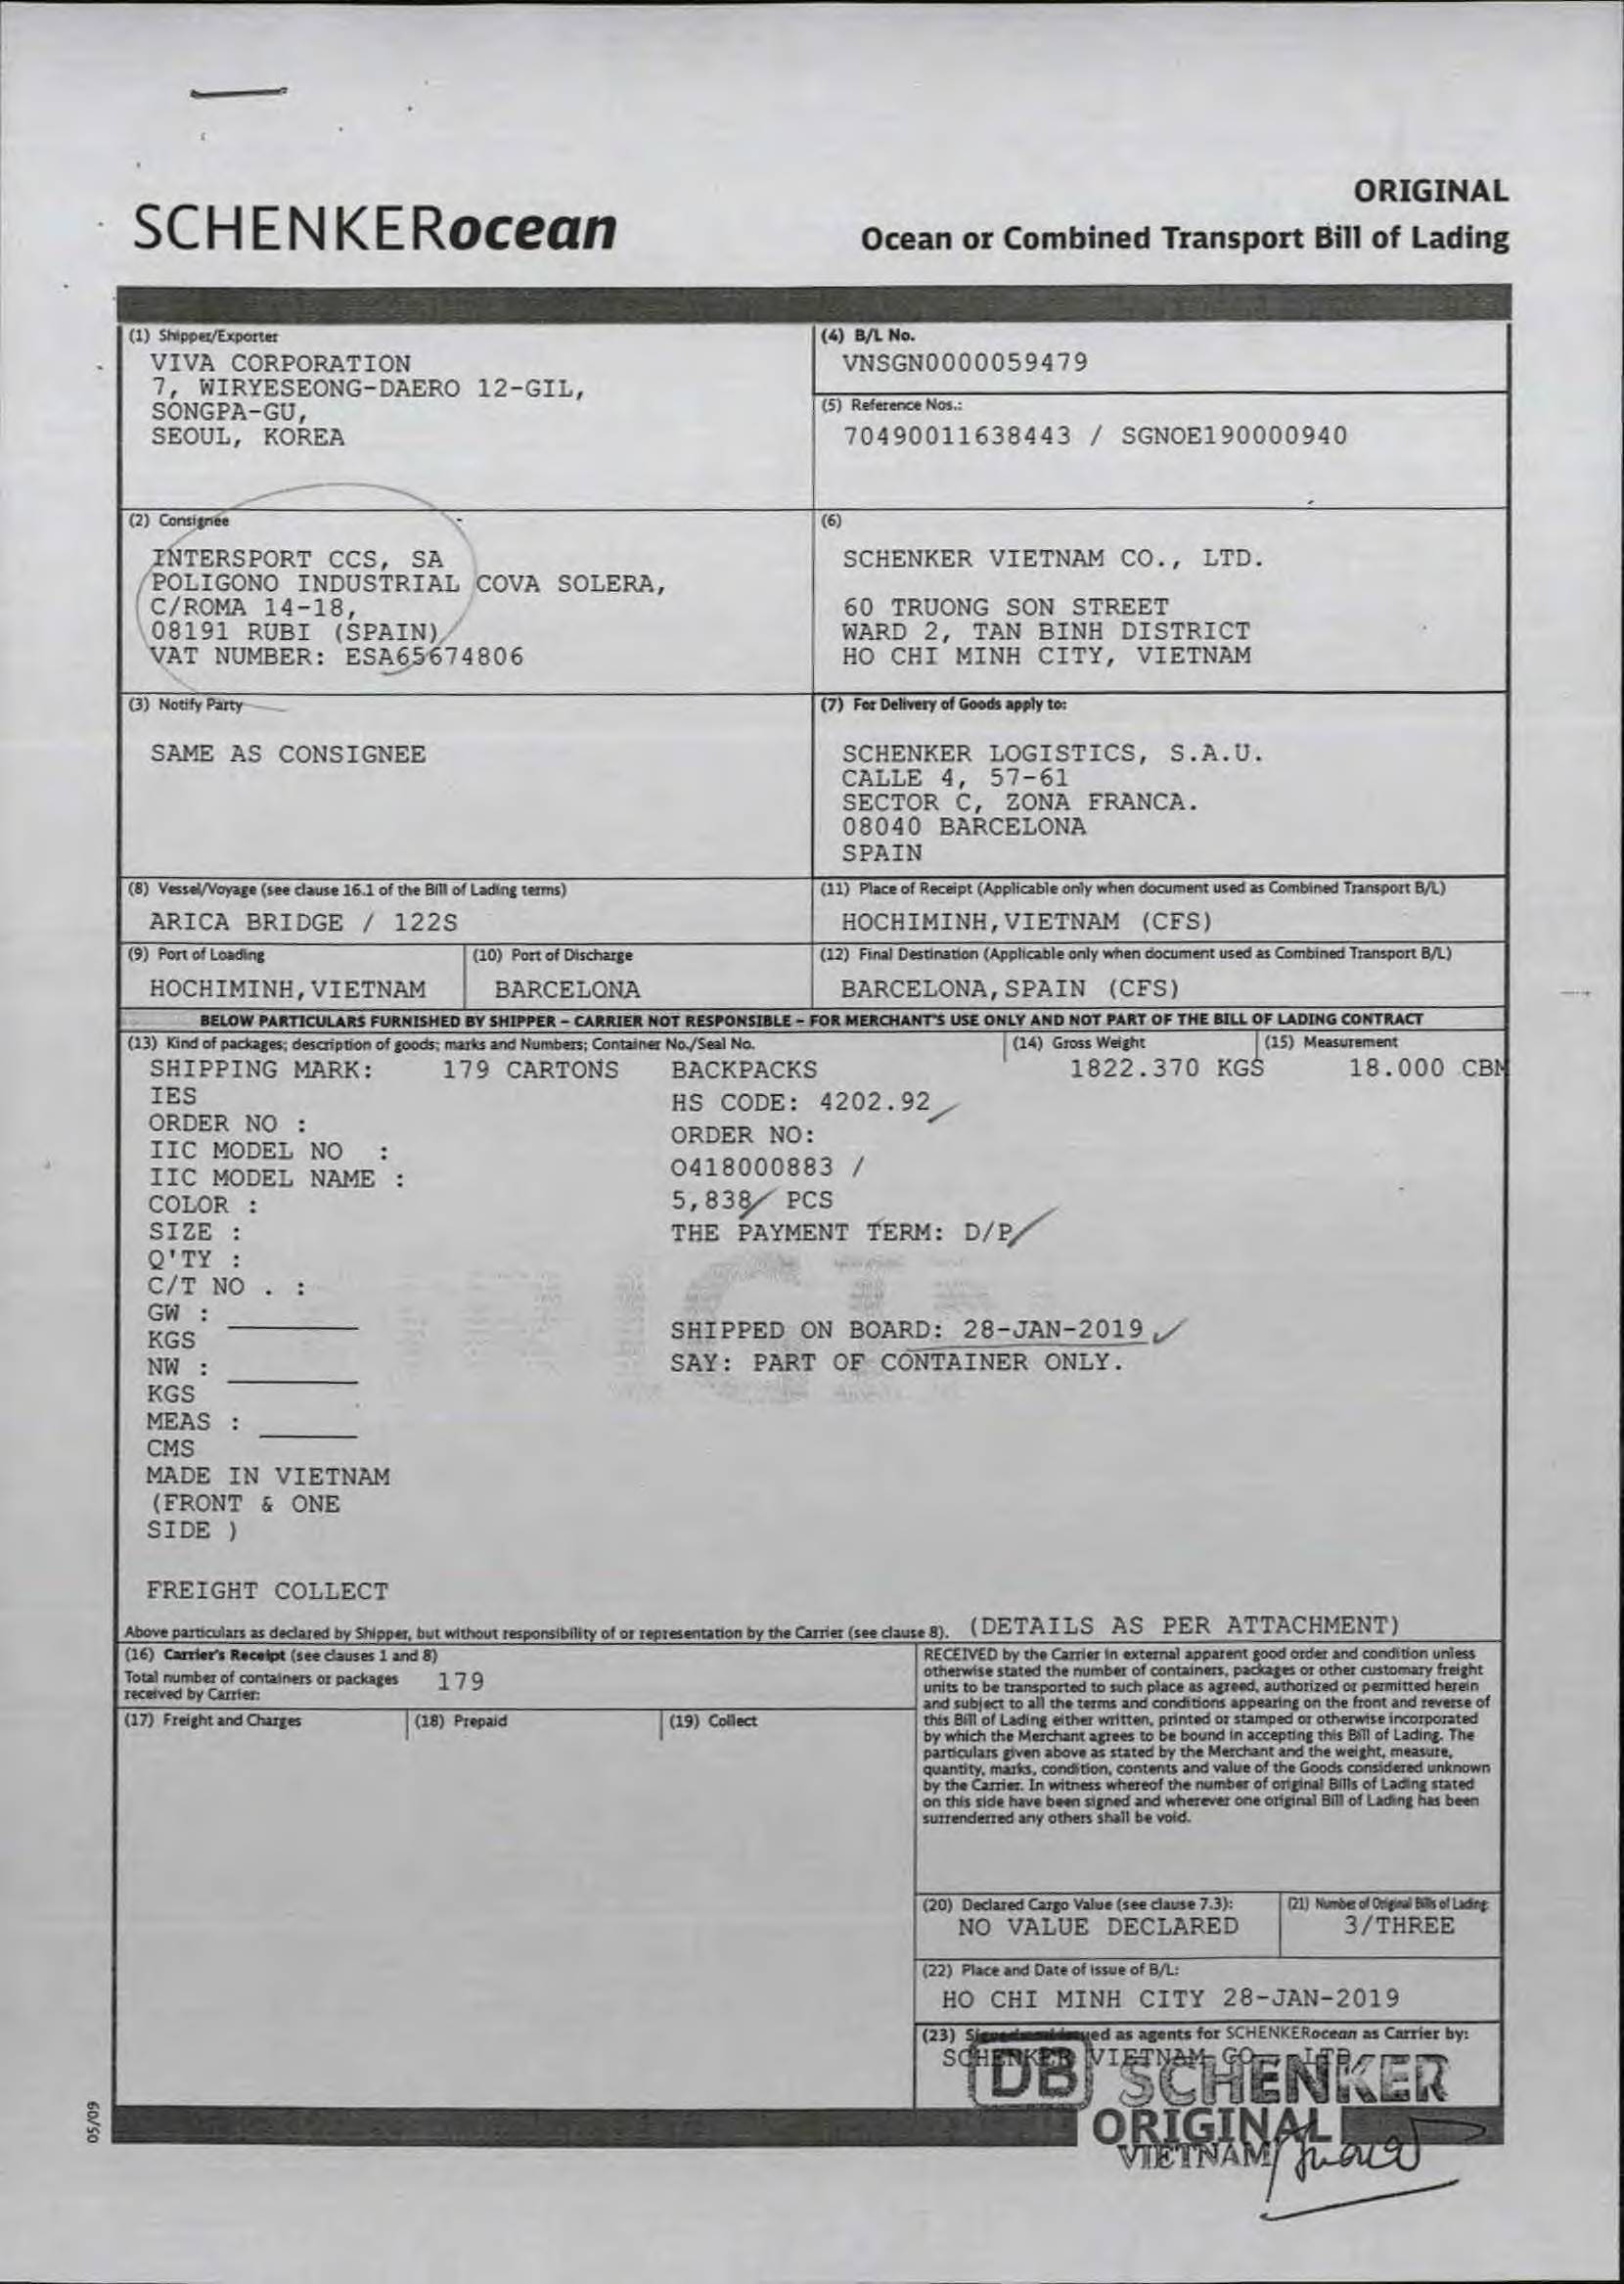 ORIGINAL
SCHENKERocean
Ocean or Combined Transport Bill of Lading
(1) Shipper/Exporter
VIVA CORPORATION
7, WIRYESEONG-DAERO 12-GIL,
SONGPA-GU,
SEOUL, KOREA
(4) B/L No.
VNSGN0000059479
(5) Reference Nos.:
70490011638443 / SGNOE190000940
(2) Consignee
INTERSPORT CCS, SA
POLIGONO INDUSTRIAL COVA SOLERA,
C/ROMA 14-18,
08191 RUBI (SPAIN)
VAT NUMBER: ESA65674806
(6)
SCHENKER VIETNAM CO., LTD.
60 TRUONG SON STREET
WARD 2, TAN BINH DISTRICT
HO CHI MINH CITY, VIETNAM
(3) Notify Party
SAME AS CONSIGNEE
(7) For Delivery of Goods apply to:
SCHENKER LOGISTICS, S.A.U.
CALLE 4, 57-61
SECTOR C, ZONA FRANCA.
08040 BARCELONA
SPAIN
(8) Vessel/Voyage (see clause 16.1 of the Bill of Lading terms)
ARICA BRIDGE / 122S
(11) Place of Receipt (Applicable only when document used as Combined Transport B/L)
HOCHIMINH,VIETNAM (CFS)
(9) Port of Loading
HOCHIMINH,VIETNAM
(10) Port of Discharge
BARCELONA
(12) Final Destination (Applicable only when document used as Combined Transport B/L)
BARCELONA,SPAIN (CFS)
BELOW PARTICULARS FURNISHED BY SHIPPER - CARRIER NOT RESPONSIBLE - FOR MERCHANT'S USE ONLY AND NOT PART OF THE BILL OF LADING CONTRACT
(13) Kind of packages; description of goods; marks and Numbers; Container No./Seal No.
(14) Gross Weight
(15) Measurement
SHIPPING MARK: 179 CARTONS BACKPACKS 1822.370 KGS 18.000 CBM
IES
HS CODE: 4202.92
ORDER NO :
ORDER NO:
IIC MODEL NO :
O418000883 /
IIC MODEL NAME :
5,838 PCS
COLOR :
THE PAYMENT TERM: D/P
SIZE :
Q'TY :
C/T NO . :
GW :
SHIPPED ON BOARD: 28-JAN-2019
KGS
SAY: PART OF CONTAINER ONLY.
NW :
KGS
MEAS :
CMS
MADE IN VIETNAM
(FRONT & ONE
SIDE )
FREIGHT COLLECT
Above particulars as declared by Shipper, but without responsibility of or representation by the Carrier (see clause 8). (DETAILS AS PER ATTACHMENT)
(16) Carrier's Receipt (see clauses 1 and 8)
Total number of containers or packages
received by Carrier:
179
(17) Freight and Charges
(18) Prepaid
(19) Collect
RECEIVED by the Carrier in external apparent good order and condition unless
otherwise stated the number of containers, packages or other customary freight
units to be transported to such place as agreed, authorized or permitted herein
and subject to all the terms and conditions appearing on the front and reverse of
this Bill of Lading either written, printed or stamped or otherwise incorporated
by which the Merchant agrees to be bound in accepting this Bill of Lading. The
particulars given above as stated by the Merchant and the weight, measure,
quantity, marks, condition, contents and value of the Goods considered unknown
by the Carrier. In witness whereof the number of original Bills of Lading stated
on this side have been signed and wherever one original Bill of Lading has been
surrenderred any others shall be void.
(20) Declared Cargo Value (see clause 7.3):
NO VALUE DECLARED
(21) Number of Original Bills of Lading:
3/THREE
(22) Place and Date of Issue of B/L:
HO CHI MINH CITY 28-JAN-2019
(23) as agents for SCHENKERocean as Carrier by:
SCHENKER VIETNAM CO., LTD.
DB SCHENKER
ORIGINAL
VIETNAM
05/09